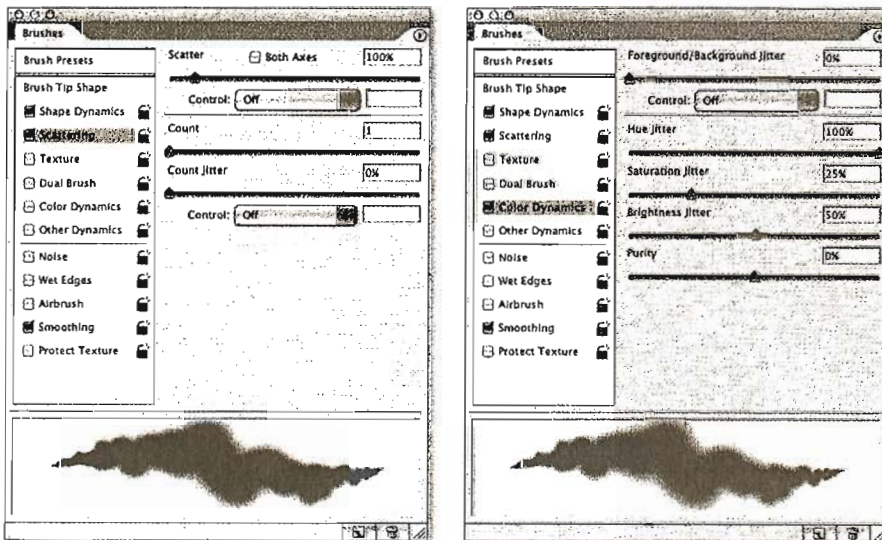 Brushes
Brush Presets
Brush Tip Shape
Shape Dynamics
Scattering
Texture
Dual Brush
Color Dynamics
Other Dynamics
Noise
Wet Edges
Airbrush
Smoothing
Protect Texture
Scatter Both Axes 100%
Control: Off
Count 1
Count Jitter 0%
Control: Off
Brushes
Brush Presets
Brush Tip Shape
Shape Dynamics
Scattering
Texture
Dual Brush
Color Dynamics
Other Dynamics
Noise
Wet Edges
Airbrush
Smoothing
Protect Texture
Foreground/Background Jitter 0%
Control: Off
Hue Jitter 100%
Saturation Jitter 25%
Brightness Jitter 50%
Purity 0%